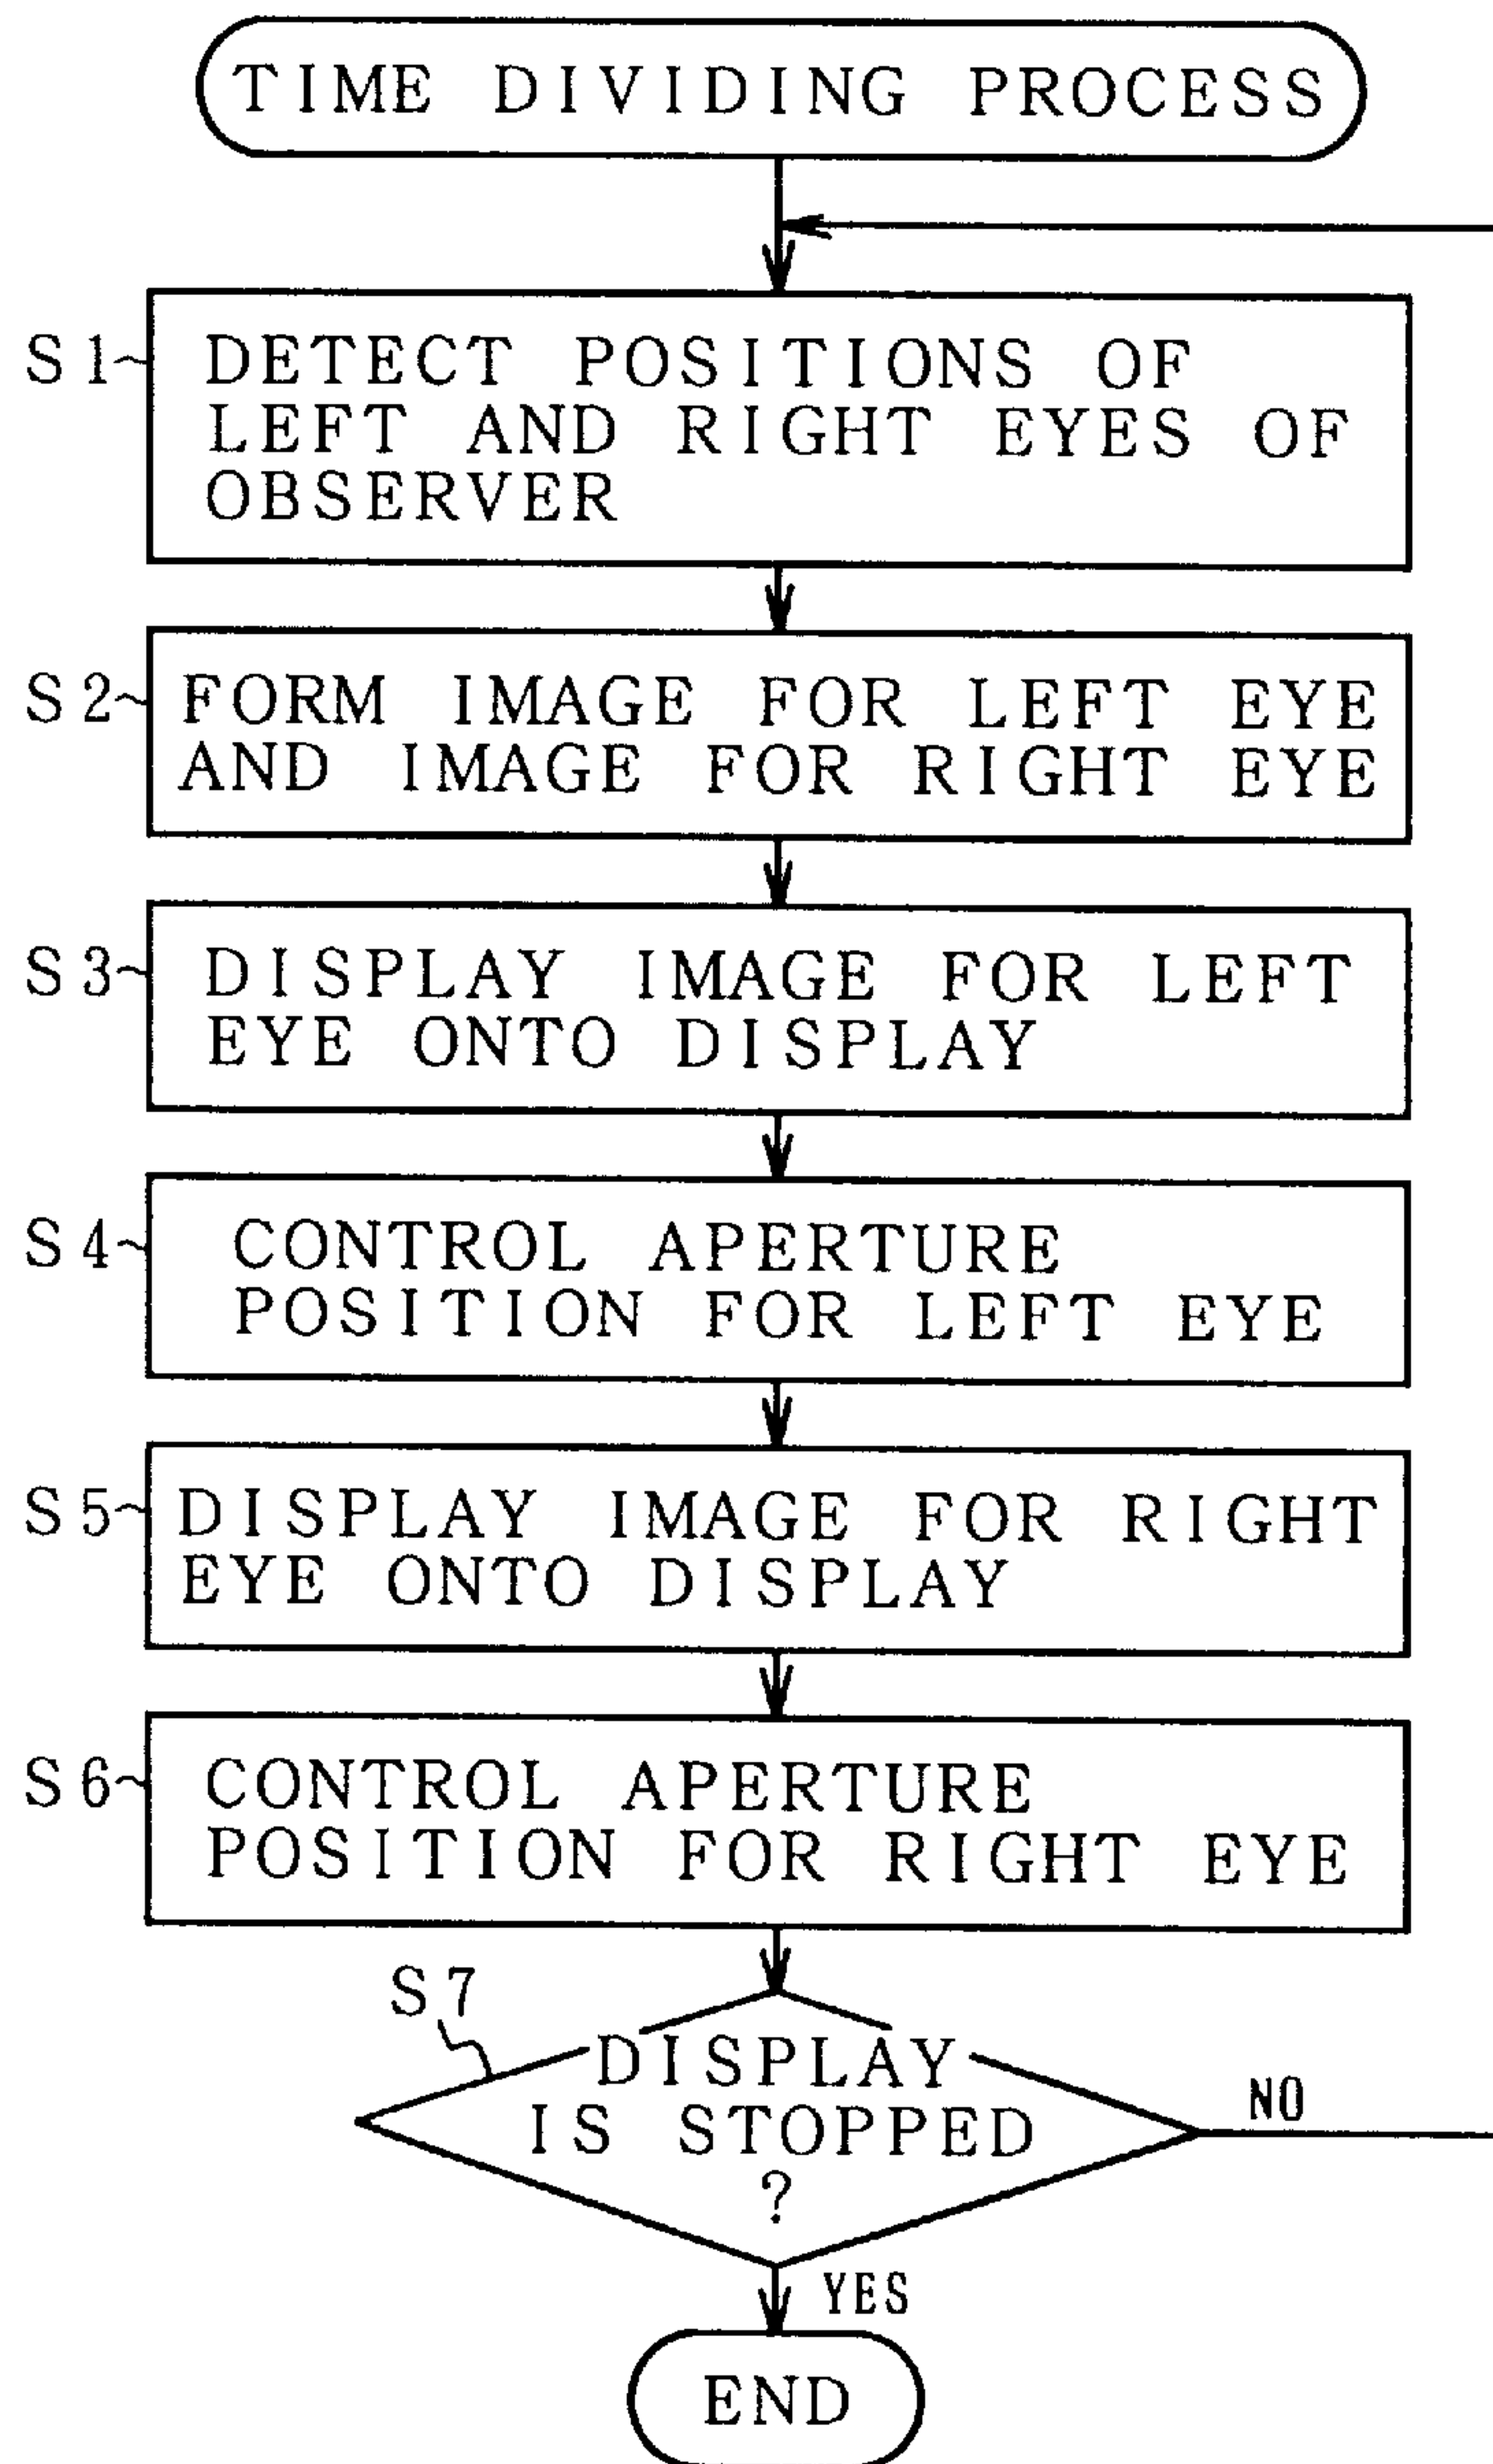 TIME DIVIDING PROCESS
S1
DETECT POSITIONS OF
LEFT AND RIGHT EYES OF
OBSERVER
S2
FORM IMAGE FOR LEFT EYE
AND IMAGE FOR RIGHT EYE
S3
DISPLAY IMAGE FOR LEFT
EYE ONTO DISPLAY
S4
CONTROL APERTURE
POSITION FOR LEFT EYE
S5
DISPLAY IMAGE FOR RIGHT
EYE ONTO DISPLAY
S6
CONTROL APERTURE
POSITION FOR RIGHT EYE
S7
DISPLAY
IS STOPPED
?
NO
YES
END